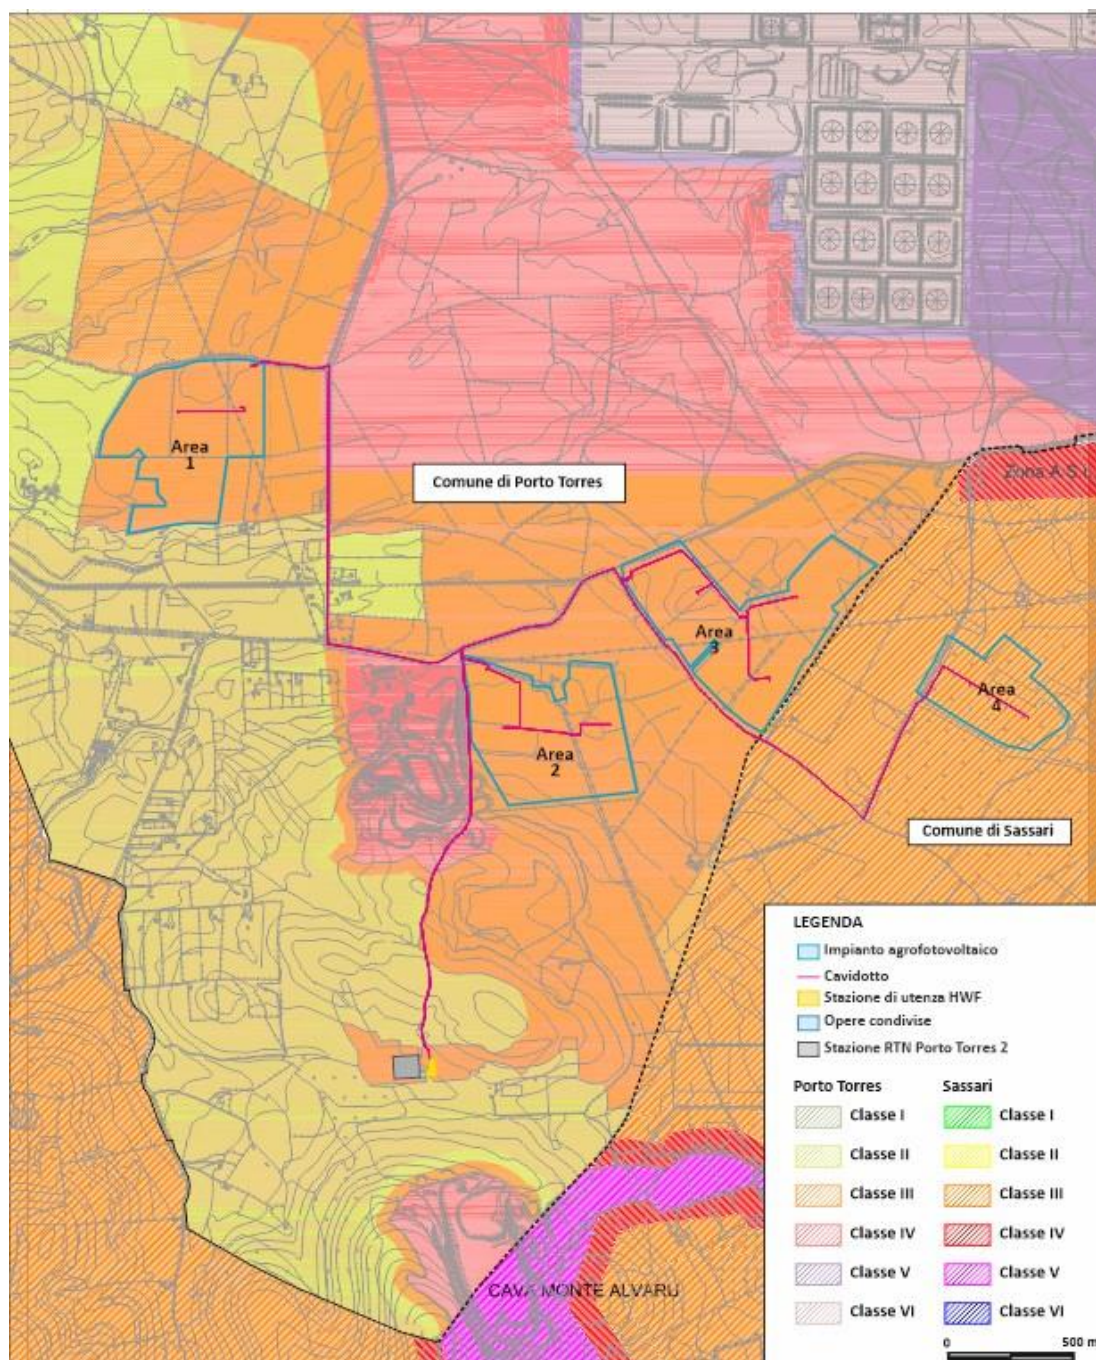 Area
1
Comune di Porto Torres
Zona A.S.I.
Area
3
Area
4
Area
2
Comune di Sassari
CAVA MONTE ALVARU
LEGENDA
Impianto agrofotovoltaico
Cavidotto
Stazione di utenza HWF
Opere condivise
Stazione RTN Porto Torres 2
Porto Torres Sassari
Classe I Classe I
Classe II Classe II
Classe III Classe III
Classe IV Classe IV
Classe V Classe V
Classe VI Classe VI
0 500 m